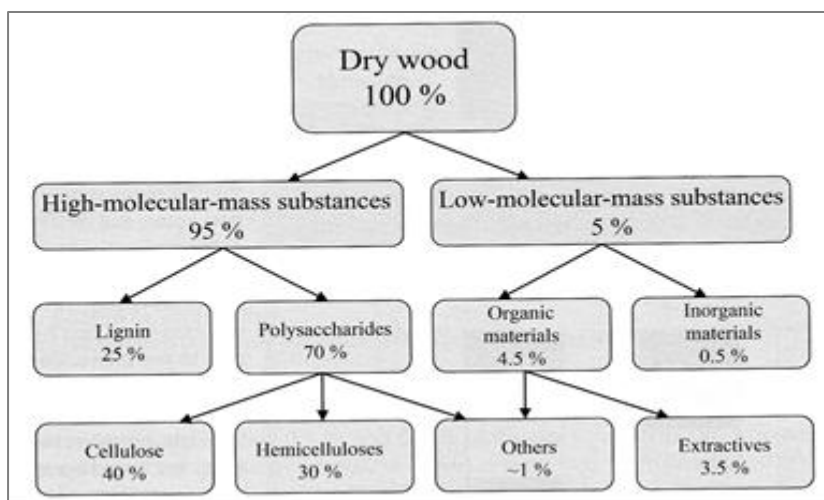 Dry wood
100 %
High-molecular-mass substances
95 %
Low-molecular-mass substances
5 %
Lignin
25 %
Polysaccharides
70 %
Organic
materials
4.5 %
Inorganic
materials
0.5 %
Cellulose
40 %
Hemicelluloses
30 %
Others
~1 %
Extractives
3.5 %